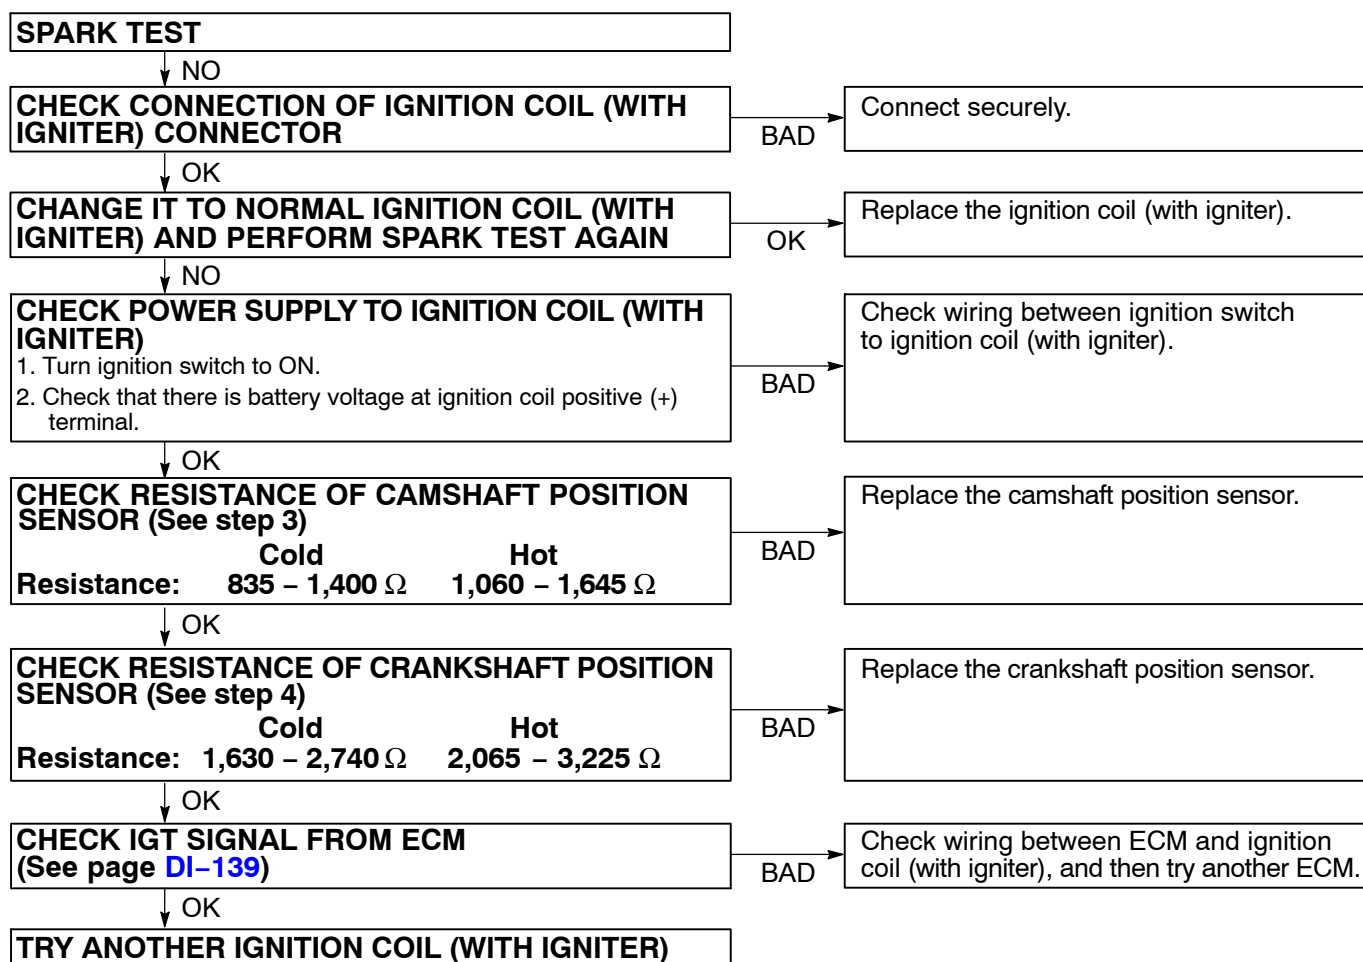 SPARK TEST
NO
CHECK CONNECTION OF IGNITION COIL (WITH
IGNITER) CONNECTOR
BAD
Connect securely.
OK
CHANGE IT TO NORMAL IGNITION COIL (WITH
IGNITER) AND PERFORM SPARK TEST AGAIN
OK
Replace the ignition coil (with igniter).
NO
CHECK POWER SUPPLY TO IGNITION COIL (WITH
IGNITER)
1. Turn ignition switch to ON.
2. Check that there is battery voltage at ignition coil positive (+)
terminal.
BAD
Check wiring between ignition switch
to ignition coil (with igniter).
OK
CHECK RESISTANCE OF CAMSHAFT POSITION
SENSOR (See step 3)
Cold Hot
Resistance: 835 – 1,400 Ω 1,060 – 1,645 Ω
BAD
Replace the camshaft position sensor.
OK
CHECK RESISTANCE OF CRANKSHAFT POSITION
SENSOR (See step 4)
Cold Hot
Resistance: 1,630 – 2,740 Ω 2,065 – 3,225 Ω
BAD
Replace the crankshaft position sensor.
OK
CHECK IGT SIGNAL FROM ECM
(See page DI–139)
BAD
Check wiring between ECM and ignition
coil (with igniter), and then try another ECM.
OK
TRY ANOTHER IGNITION COIL (WITH IGNITER)